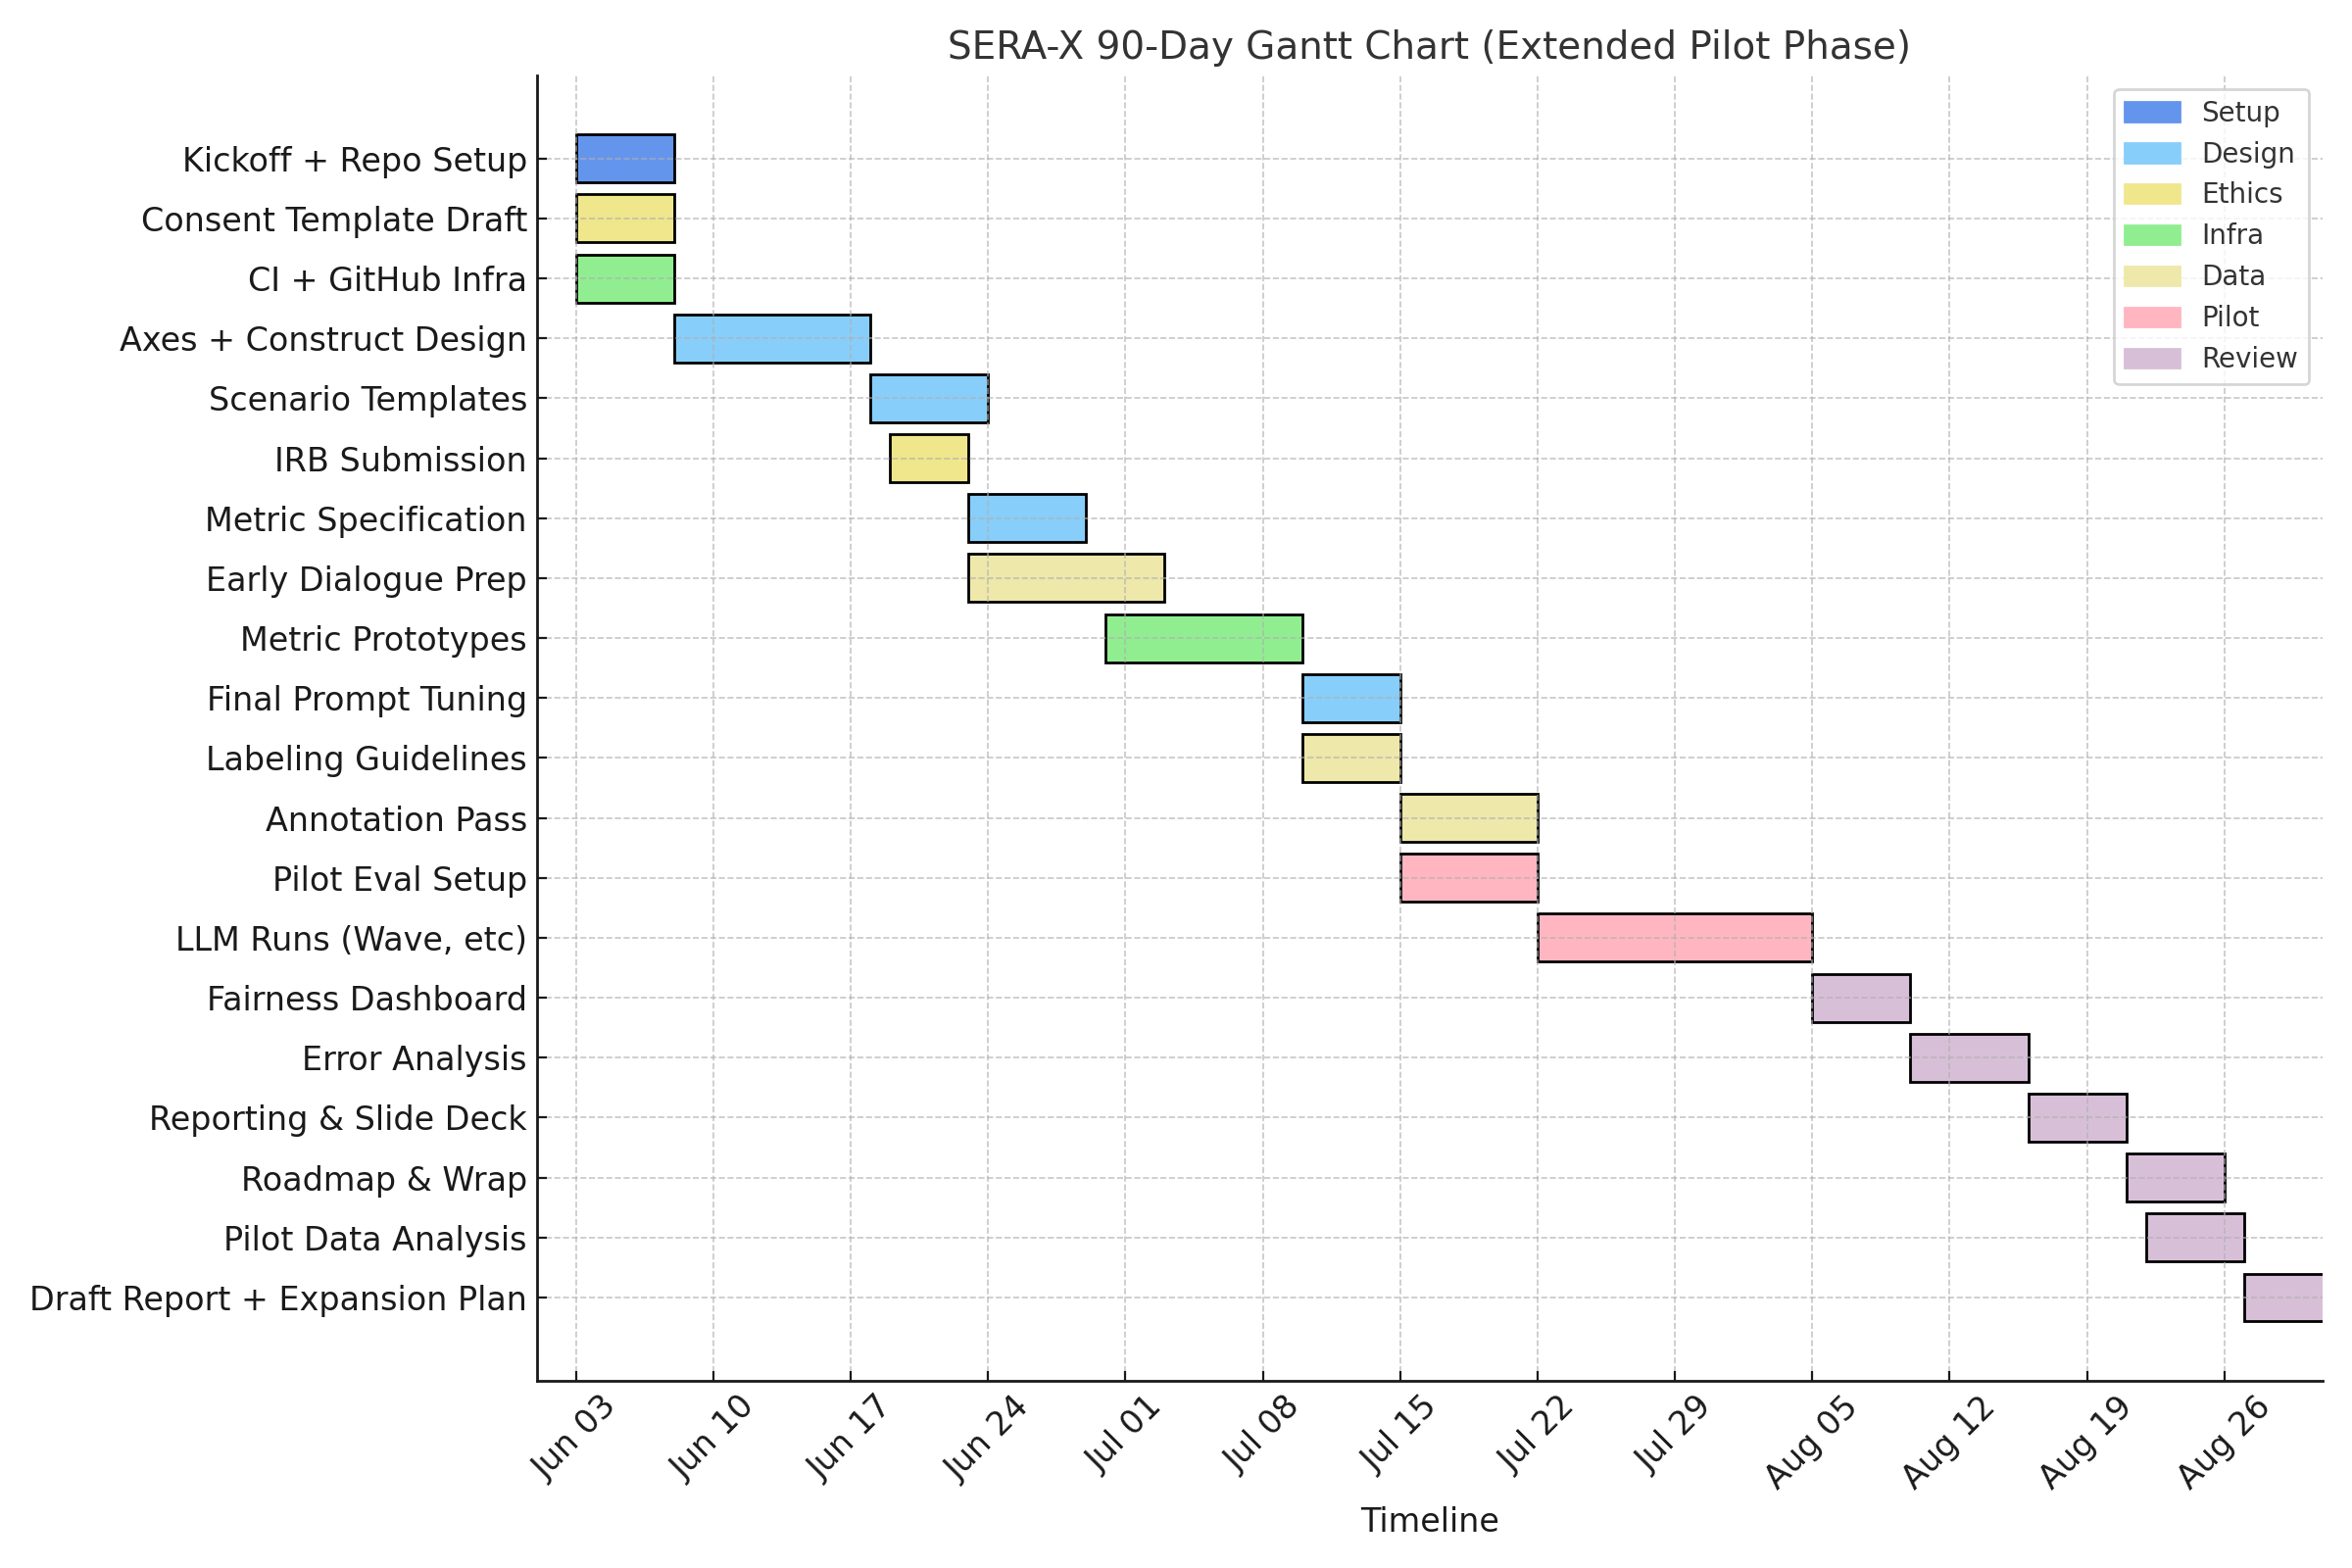 SERA-X 90-Day Gantt Chart (Extended Pilot Phase)
Setup
Design
Ethics
Infra
Data
Pilot
Review
Kickoff + Repo Setup
Consent Template Draft
CI + GitHub Infra
Axes + Construct Design
Scenario Templates
IRB Submission
Metric Specification
Early Dialogue Prep
Metric Prototypes
Final Prompt Tuning
Labeling Guidelines
Annotation Pass
Pilot Eval Setup
LLM Runs (Wave, etc)
Fairness Dashboard
Error Analysis
Reporting & Slide Deck
Roadmap & Wrap
Pilot Data Analysis
Draft Report + Expansion Plan
Jun 03
Jun 10
Jun 17
Jun 24
Jul 01
Jul 08
Jul 15
Jul 22
Jul 29
Aug 05
Aug 12
Aug 19
Aug 26
Timeline